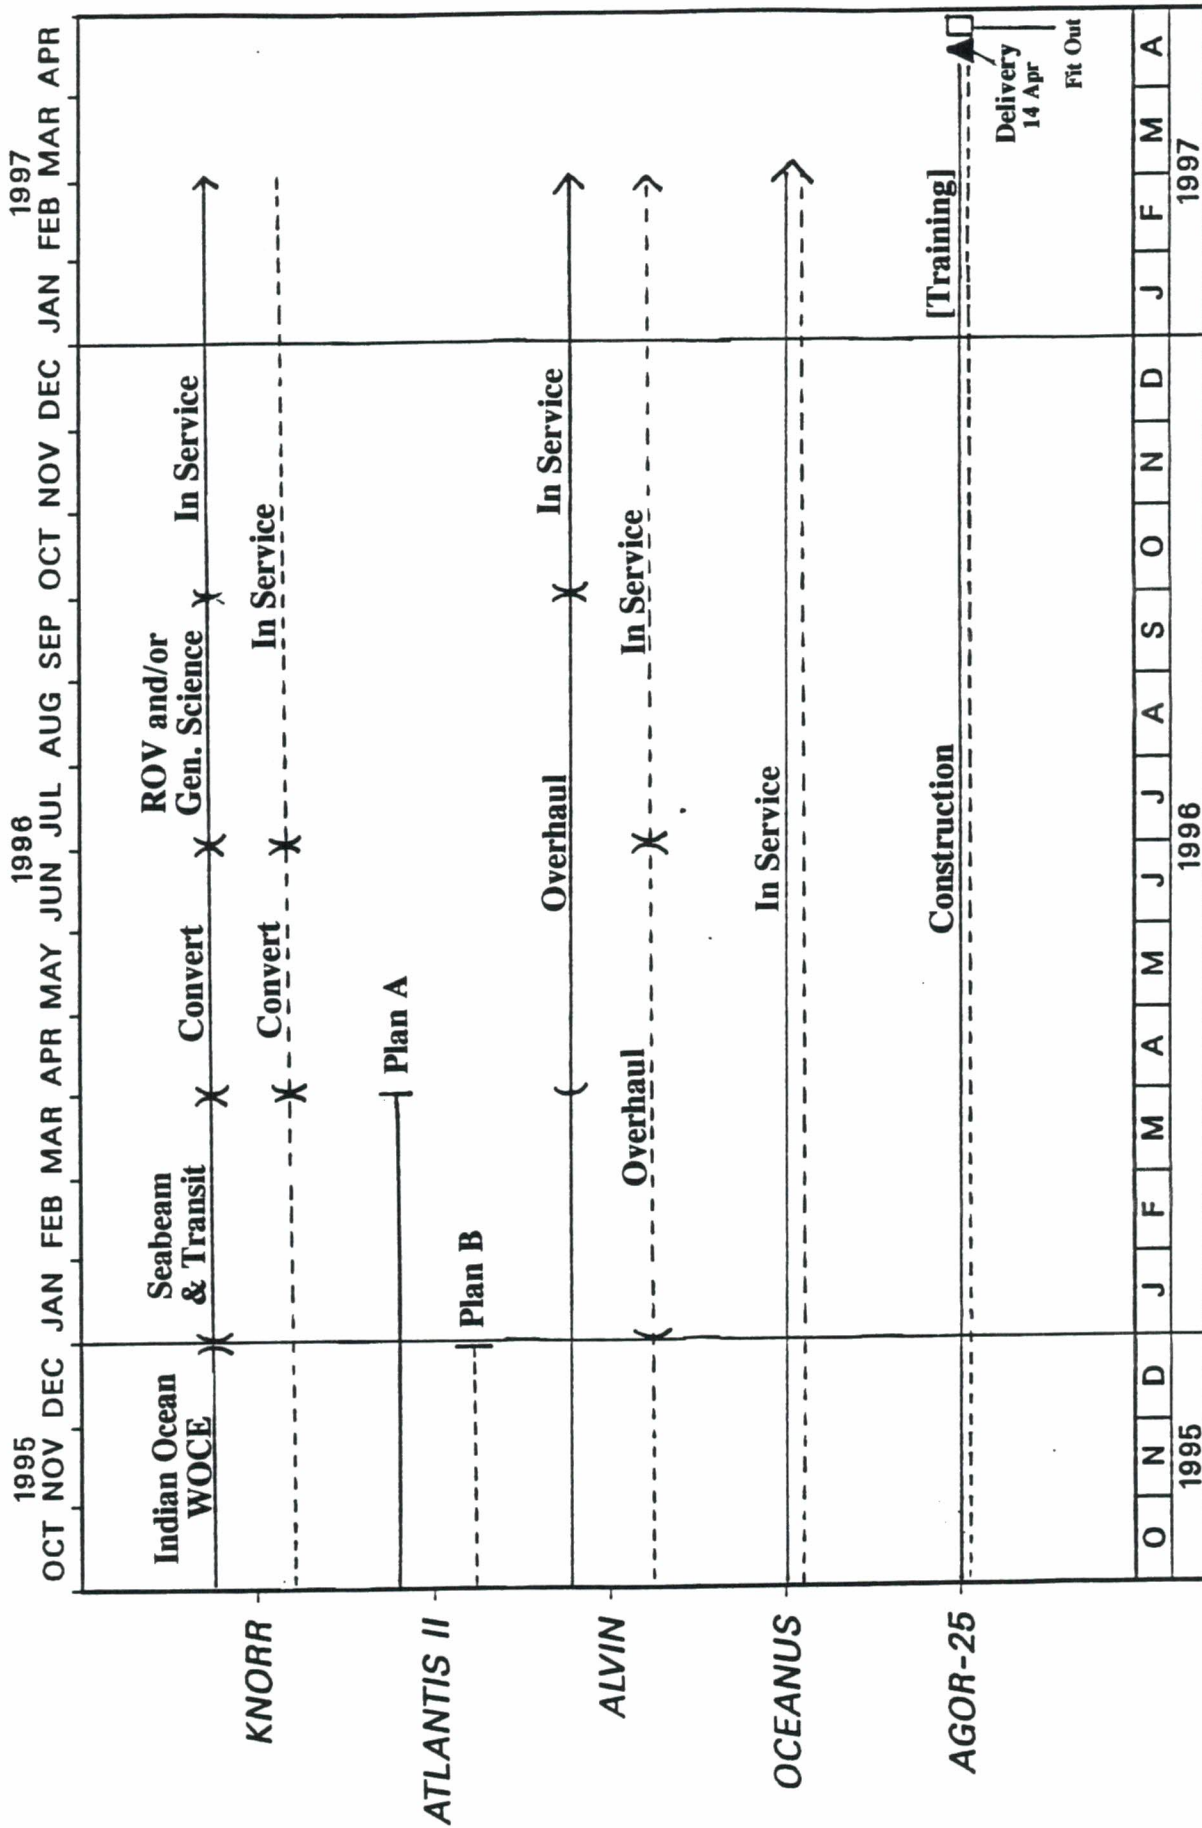 1995 1996 1997
OCT NOV DEC JAN FEB MAR APR MAY JUN JUL AUG SEP OCT NOV DEC JAN FEB MAR APR
KNORR
Indian Ocean
WOCE
Seabeam
& Transit
Convert
ROV and/or
Gen. Science
In Service
Convert
In Service
ATLANTIS II
Plan A
Plan B
ALVIN
Overhaul
In Service
Overhaul
In Service
OCEANUS
In Service
AGOR-25
Construction
[Training]
Delivery
14 Apr
Fit Out
O N D J F M A M J J A S O N D J F M A
1995 1996 1997